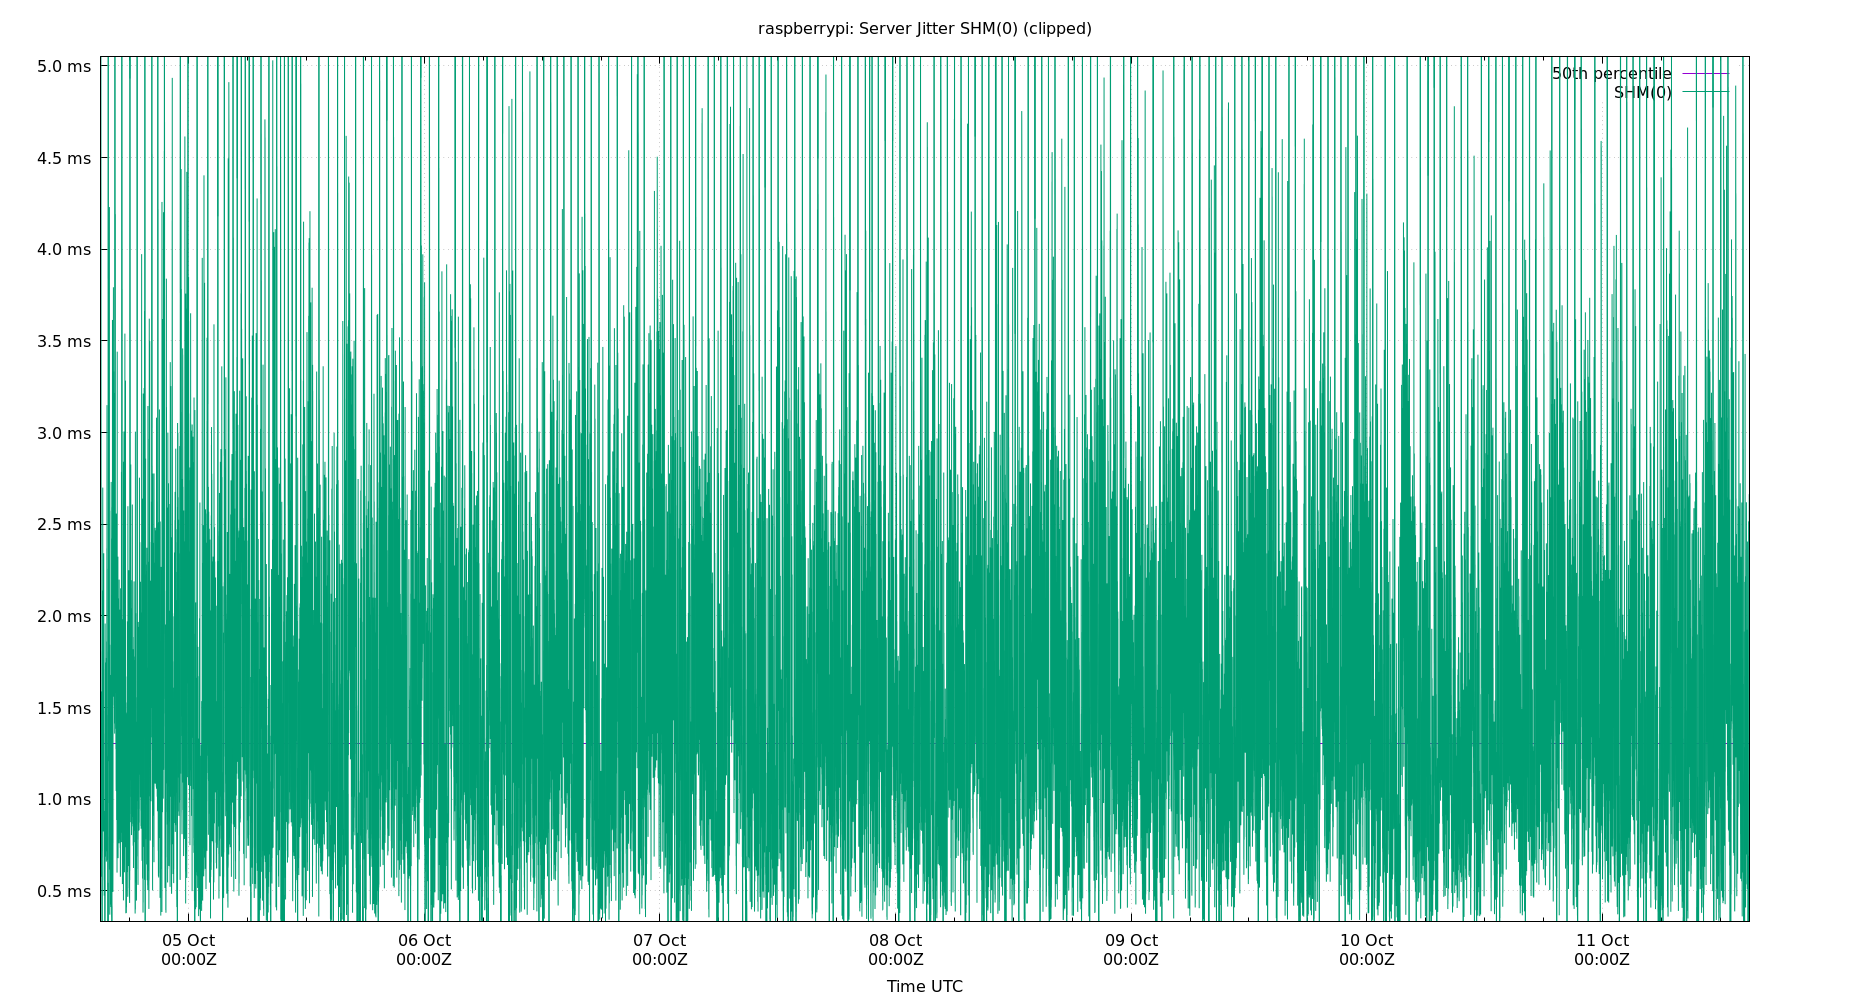 raspberrypi: Server Jitter SHM(0) (clipped)
5.0 ms
50th percentile
SHM(0)
4.5 ms
4.0 ms
3.5 ms
3.0 ms
2.5 ms
2.0 ms
1.5 ms
1.0 ms
0.5 ms
05 Oct 06 Oct 07 Oct 08 Oct 09 Oct 10 Oct 11 Oct
00:00Z 00:00Z 00:00Z 00:00Z 00:00Z 00:00Z 00:00Z
Time UTC